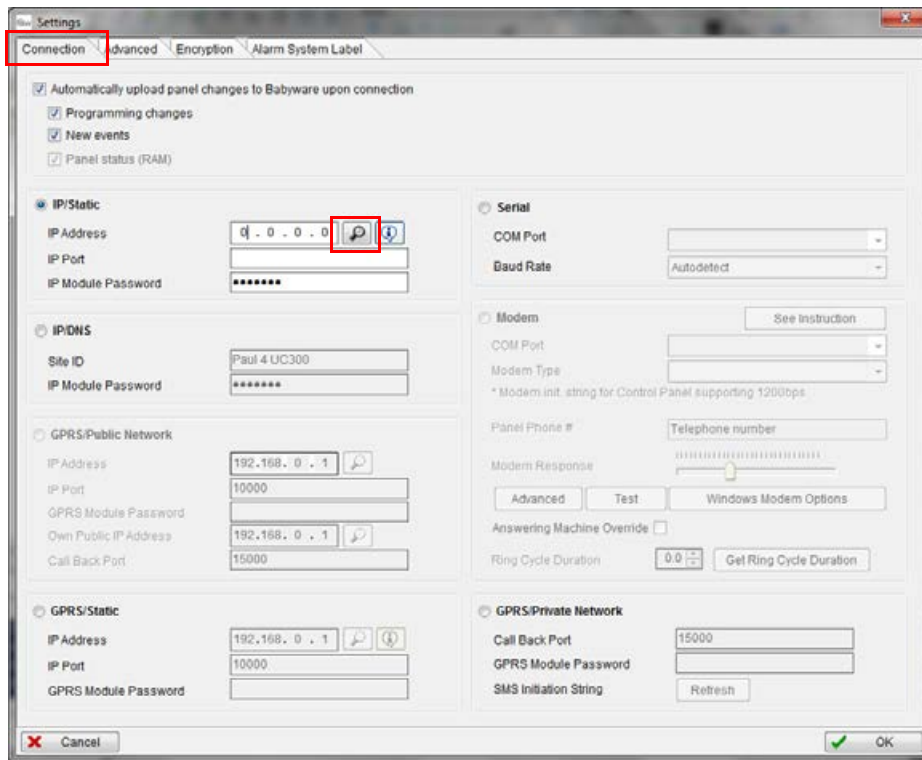 Settings
Connection Advanced Encryption Alarm System Label
Automatically upload panel changes to Babyware upon connection
Programming changes
New events
Panel status (RAM)
IP/Static
IP Address 0 . 0 . 0 . 0
IP Port
IP Module Password •••••••
IP/DNS
Site ID Paul 4 UC300
IP Module Password •••••••
GPRS/Public Network
IP Address 192.168. 0 . 1
IP Port 10000
GPRS Module Password
Own Public IP Address 192.168. 0 . 1
Call Back Port 15000
GPRS/Static
IP Address 192.168. 0 . 1
IP Port 10000
GPRS Module Password
Serial
COM Port
Baud Rate Autodetect
Modem See Instruction
COM Port
Modem Type
* Modem init. string for Control Panel supporting 1200bps
Panel Phone # Telephone number
Modem Response
Advanced Test Windows Modem Options
Answering Machine Override
Ring Cycle Duration 0.0 Get Ring Cycle Duration
GPRS/Private Network
Call Back Port 15000
GPRS Module Password
SMS Initiation String Refresh
Cancel OK